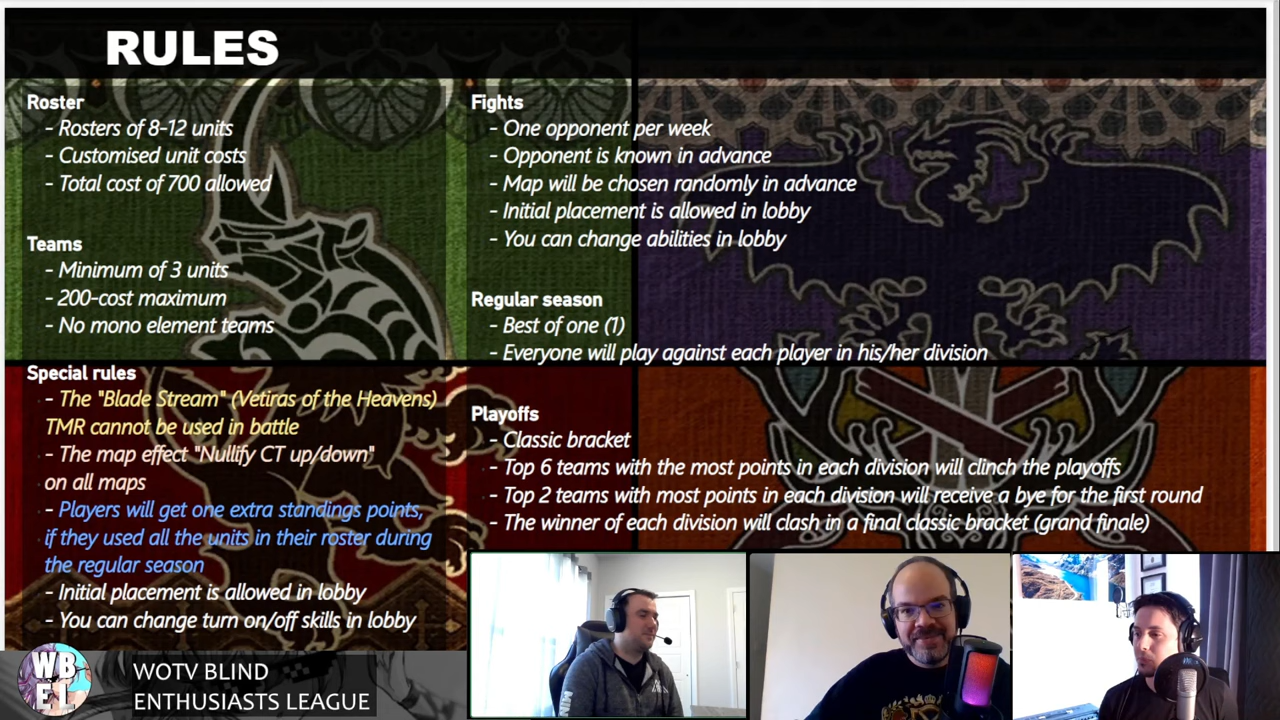 RULES
Roster
- Rosters of 8-12 units
- Customised unit costs
- Total cost of 700 allowed
Teams
- Minimum of 3 units
- 200-cost maximum
- No mono element teams
Special rules
- The "Blade Stream" (Vetiras of the Heavens)
TMR cannot be used in battle
- The map effect "Nullify CT up/down"
on all maps
- Players will get one extra standings points,
if they used all the units in their roster during
the regular season
- Initial placement is allowed in lobby
- You can change turn on/off skills in lobby
Fights
- One opponent per week
- Opponent is known in advance
- Map will be chosen randomly in advance
- Initial placement is allowed in lobby
- You can change abilities in lobby
Regular season
- Best of one (1)
- Everyone will play against each player in his/her division
Playoffs
- Classic bracket
- Top 6 teams with the most points in each division will clinch the playoffs
- Top 2 teams with most points in each division will receive a bye for the first round
- The winner of each division will clash in a final classic bracket (grand finale)
WB
EL
WOTV BLIND
ENTHUSIASTS LEAGUE